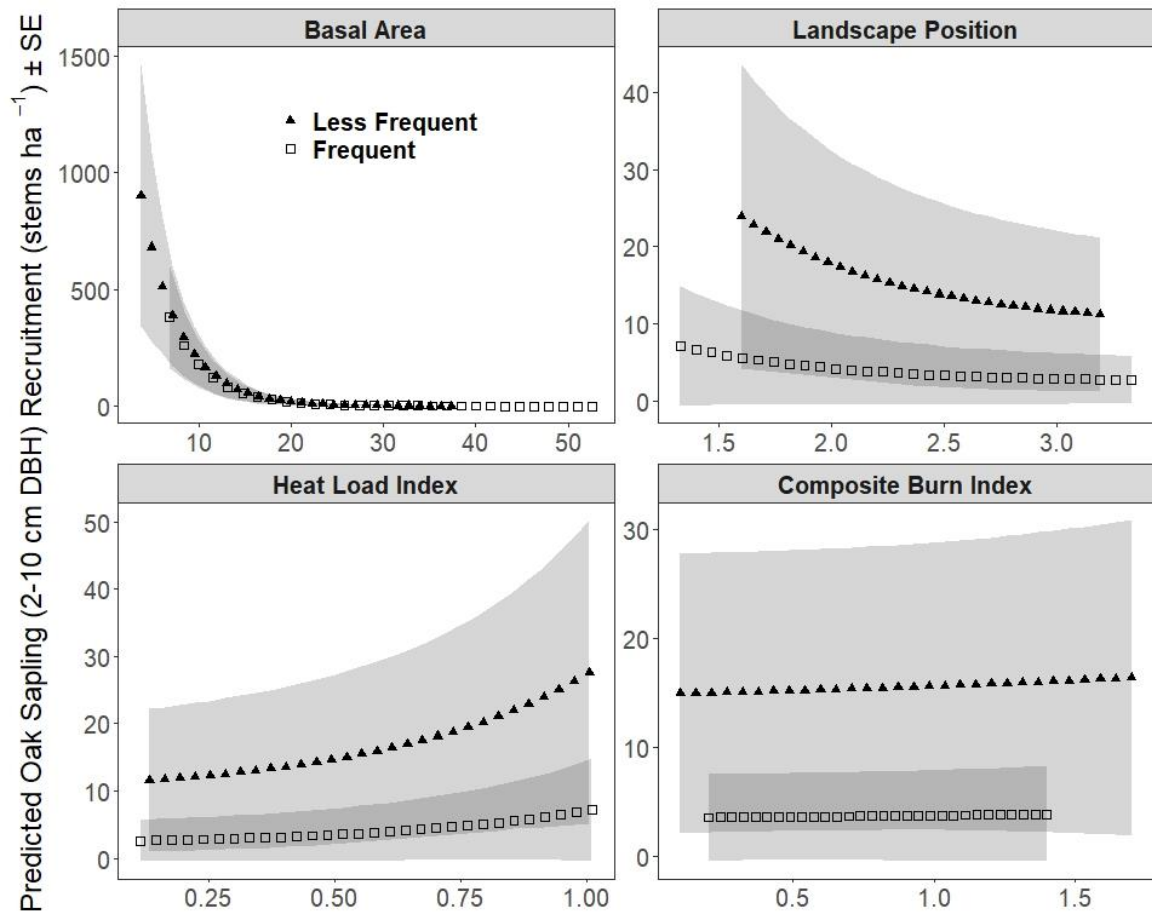 Predicted Oak Sapling (2-10 cm DBH) Recruitment (stems ha⁻¹) ± SE
Basal Area
1500
1000
500
0
Less Frequent
Frequent
10 20 30 40 50
Landscape Position
40
30
20
10
0
1.5 2.0 2.5 3.0
Heat Load Index
50
40
30
20
10
0
0.25 0.50 0.75 1.00
Composite Burn Index
30
20
10
0
0.5 1.0 1.5